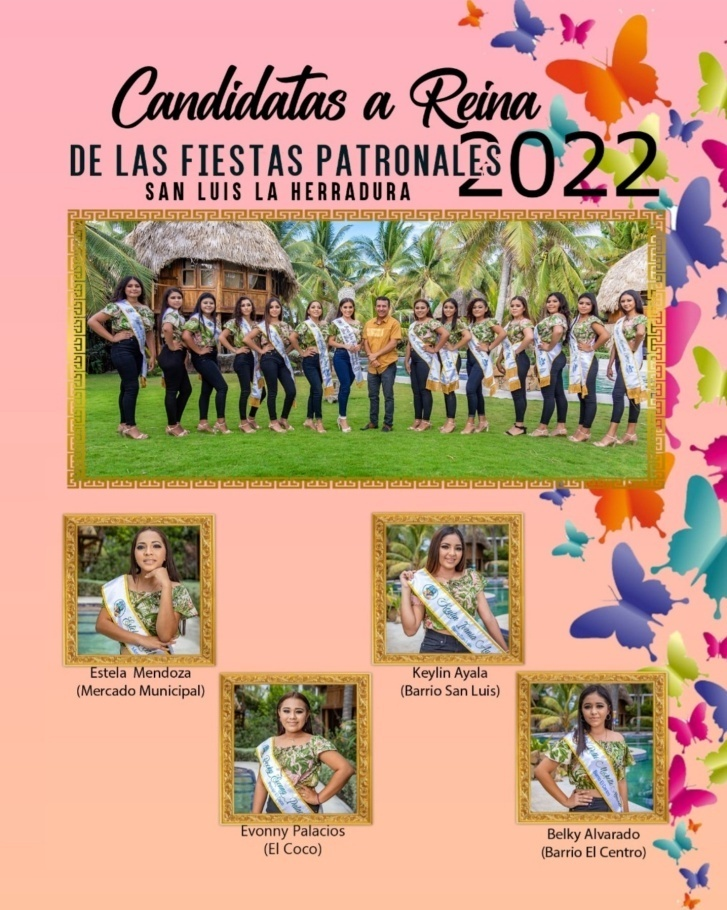 Candidatas a Reina
DE LAS FIESTAS PATRONALES 2022
SAN LUIS LA HERRADURA
Estela Mendoza
(Mercado Municipal)
Keylin Ayala
(Barrio San Luis)
Evonny Palacios
(El Coco)
Belky Alvarado
(Barrio El Centro)